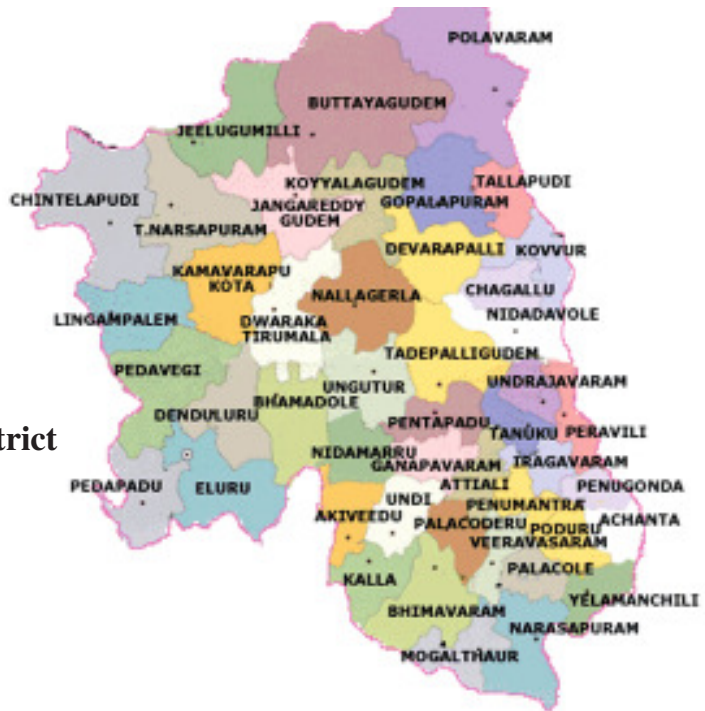 POLAVARAM
BUTTAYAGUDEM
JEELUGUMILLI
KOYYALAGUDEM
TALLAPUDI
CHINTELAPUDI
JANGAREDDY
GUDEM
GOPALAPURAM
T.NARSAPURAM
DEVARAPALLI
KOVVUR
KAMAVARAPU
KOTA
NALLAGERLA
CHAGALLU
LINGAMPALEM
DWARAKA
TIRUMALA
NIDADAVOLE
TADEPALLIGUDEM
PEDAVEGI
UNGUTUR
UNDRAJAVARAM
BHAMADOLE
DENDULURU
PENTAPADU
TANUKU
PERAVILI
trict
NIDAMARRU
GANAPAVARAM
TRAGAVARAM
PEDAPADU
ELURU
ATTIALI
PENUGONDA
UNDI
PENUMANTRA
AKIVEEDU
PALACODERU
PODURU
ACHANTA
VEERAVASARAM
KALLA
PALACOLE
YELAMANCHILI
BHIMAVARAM
NARASAPURAM
MOGALTHAUR